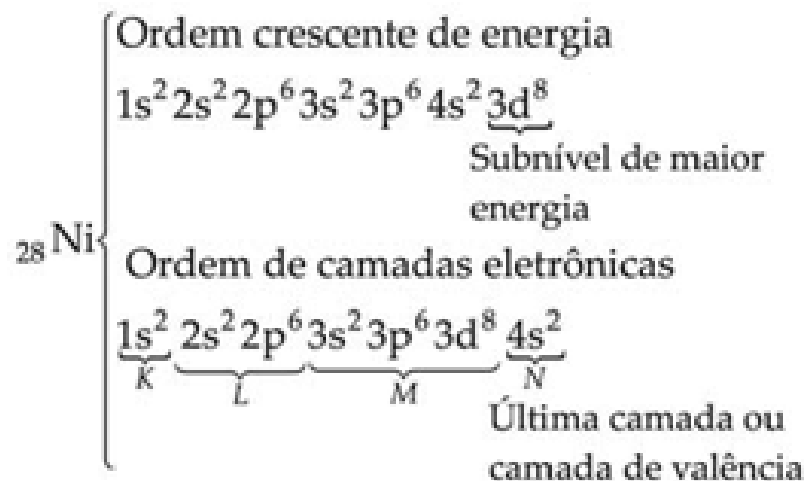 Ordem crescente de energia
1s² 2s² 2p⁶ 3s² 3p⁶ 4s² 3d⁸
Subnível de maior
energia
₂₈Ni
Ordem de camadas eletrônicas
1s² 2s² 2p⁶ 3s² 3p⁶ 3d⁸ 4s²
K L M N
Última camada ou
camada de valência